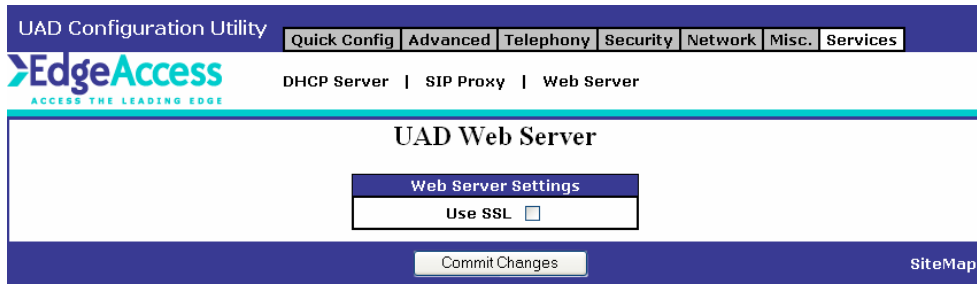 UAD Configuration Utility
Quick Config Advanced Telephony Security Network Misc. Services
EdgeAccess
ACCESS THE LEADING EDGE
DHCP Server | SIP Proxy | Web Server
UAD Web Server
Web Server Settings
Use SSL
Commit Changes
SiteMap